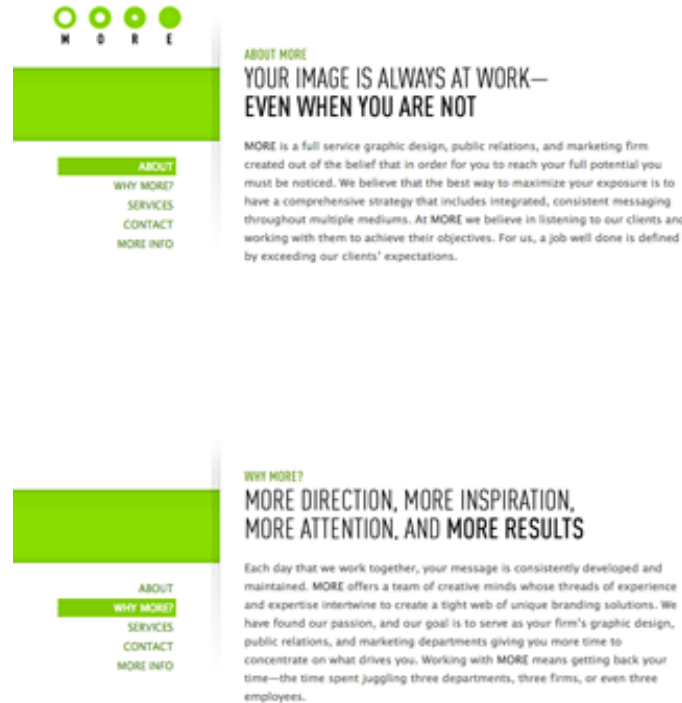 M O R E
ABOUT MORE
YOUR IMAGE IS ALWAYS AT WORK—
EVEN WHEN YOU ARE NOT
MORE is a full service graphic design, public relations, and marketing firm
created out of the belief that in order for you to reach your full potential you
must be noticed. We believe that the best way to maximize your exposure is to
have a comprehensive strategy that includes integrated, consistent messaging
throughout multiple mediums. At MORE we believe in listening to our clients and
working with them to achieve their objectives. For us, a job well done is defined
by exceeding our clients' expectations.
ABOUT
WHY MORE?
SERVICES
CONTACT
MORE INFO
WHY MORE?
MORE DIRECTION, MORE INSPIRATION,
MORE ATTENTION, AND MORE RESULTS
Each day that we work together, your message is consistently developed and
maintained. MORE offers a team of creative minds whose threads of experience
and expertise intertwine to create a tight web of unique branding solutions. We
have found our passion, and our goal is to serve as your firm's graphic design,
public relations, and marketing departments giving you more time to
concentrate on what drives you. Working with MORE means getting back your
time—the time spent juggling three departments, three firms, or even three
employees.
ABOUT
WHY MORE?
SERVICES
CONTACT
MORE INFO